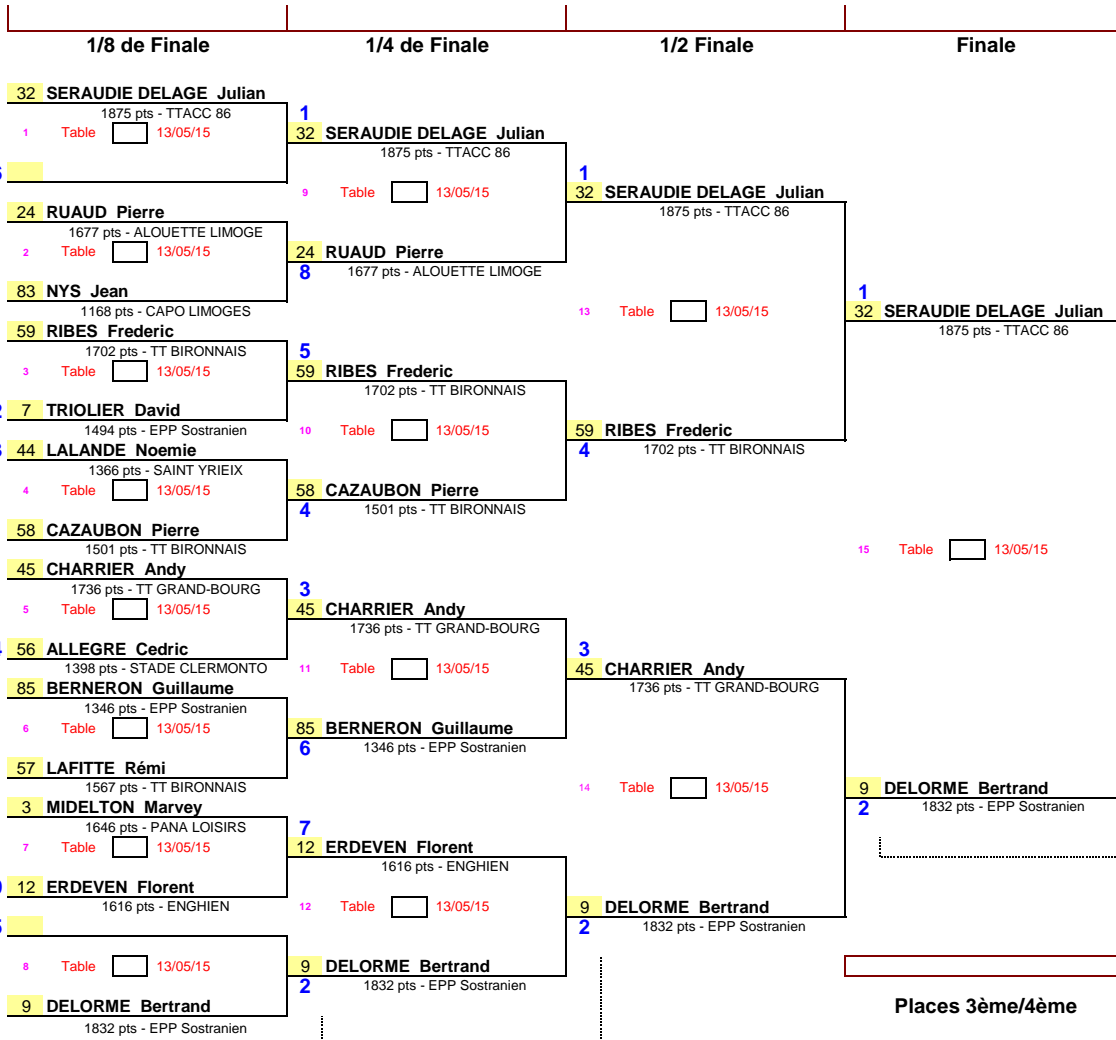 1/8 de Finale
1/4 de Finale
1/2 Finale
Finale
32 SERAUDIE DELAGE Julian
1875 pts - TTACC 86
1 Table 13/05/15
24 RUAUD Pierre
1677 pts - ALOUETTE LIMOGE
2 Table 13/05/15
83 NYS Jean
1168 pts - CAPO LIMOGES
59 RIBES Frederic
1702 pts - TT BIRONNAIS
3 Table 13/05/15
7 TRIOLIER David
1494 pts - EPP Sostranien
44 LALANDE Noemie
1366 pts - SAINT YRIEIX
4 Table 13/05/15
58 CAZAUBON Pierre
1501 pts - TT BIRONNAIS
45 CHARRIER Andy
1736 pts - TT GRAND-BOURG
5 Table 13/05/15
56 ALLEGRE Cedric
1398 pts - STADE CLERMONTO
85 BERNERON Guillaume
1346 pts - EPP Sostranien
6 Table 13/05/15
57 LAFITTE Rémi
1567 pts - TT BIRONNAIS
3 MIDELTON Marvey
1646 pts - PANA LOISIRS
7 Table 13/05/15
12 ERDEVEN Florent
1616 pts - ENGHIEN
8 Table 13/05/15
9 DELORME Bertrand
1832 pts - EPP Sostranien
1
32 SERAUDIE DELAGE Julian
1875 pts - TTACC 86
9 Table 13/05/15
24 RUAUD Pierre
8 1677 pts - ALOUETTE LIMOGE
5
59 RIBES Frederic
1702 pts - TT BIRONNAIS
10 Table 13/05/15
58 CAZAUBON Pierre
4 1501 pts - TT BIRONNAIS
3
45 CHARRIER Andy
1736 pts - TT GRAND-BOURG
11 Table 13/05/15
85 BERNERON Guillaume
6 1346 pts - EPP Sostranien
7
12 ERDEVEN Florent
1616 pts - ENGHIEN
12 Table 13/05/15
9 DELORME Bertrand
2 1832 pts - EPP Sostranien
1
32 SERAUDIE DELAGE Julian
1875 pts - TTACC 86
13 Table 13/05/15
59 RIBES Frederic
4 1702 pts - TT BIRONNAIS
3
45 CHARRIER Andy
1736 pts - TT GRAND-BOURG
14 Table 13/05/15
9 DELORME Bertrand
2 1832 pts - EPP Sostranien
1
32 SERAUDIE DELAGE Julian
1875 pts - TTACC 86
15 Table 13/05/15
9 DELORME Bertrand
2 1832 pts - EPP Sostranien
Places 3ème/4ème